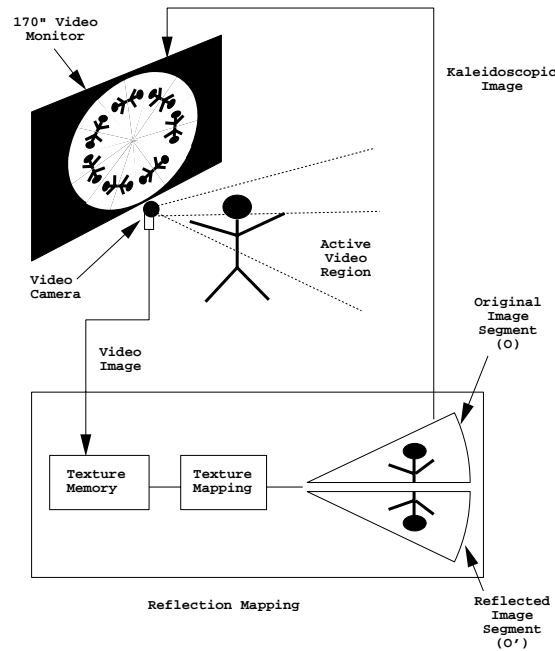 170" Video
Monitor
Kaleidoscopic
Image
Active
Video
Region
Video
Camera
Original
Image
Segment
(O)
Video
Image
Texture
Memory
Texture
Mapping
Reflection Mapping
Reflected
Image
Segment
(O')